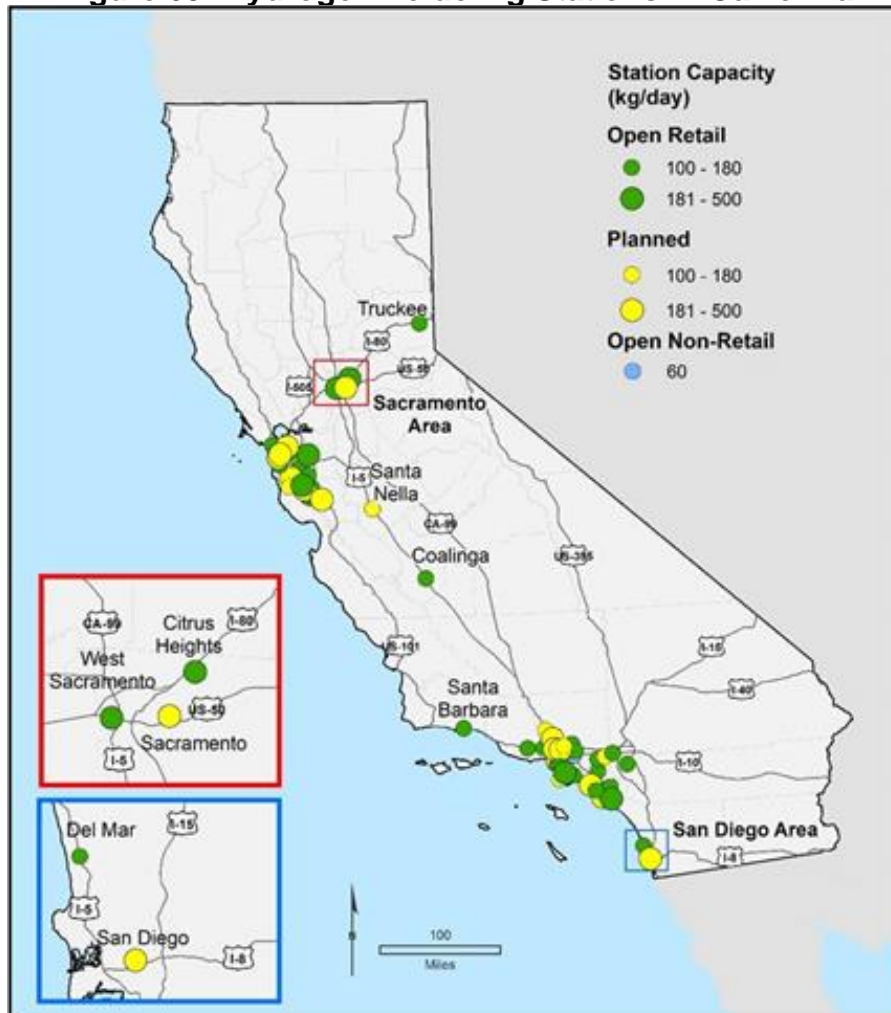 Station Capacity
(kg/day)
Open Retail
100 - 180
181 - 500
Planned
100 - 180
181 - 500
Open Non-Retail
60
Truckee
I-80
I-505
Sacramento
Area
Santa
Nella
I-5
CA-99
Coalinga
US-395
US-101
Santa
Barbara
I-15
I-40
I-10
San Diego Area
I-8
CA-99
Citrus
Heights
I-80
West
Sacramento
US-50
Sacramento
I-5
Del Mar
I-15
I-5
San Diego
I-8
100
Miles